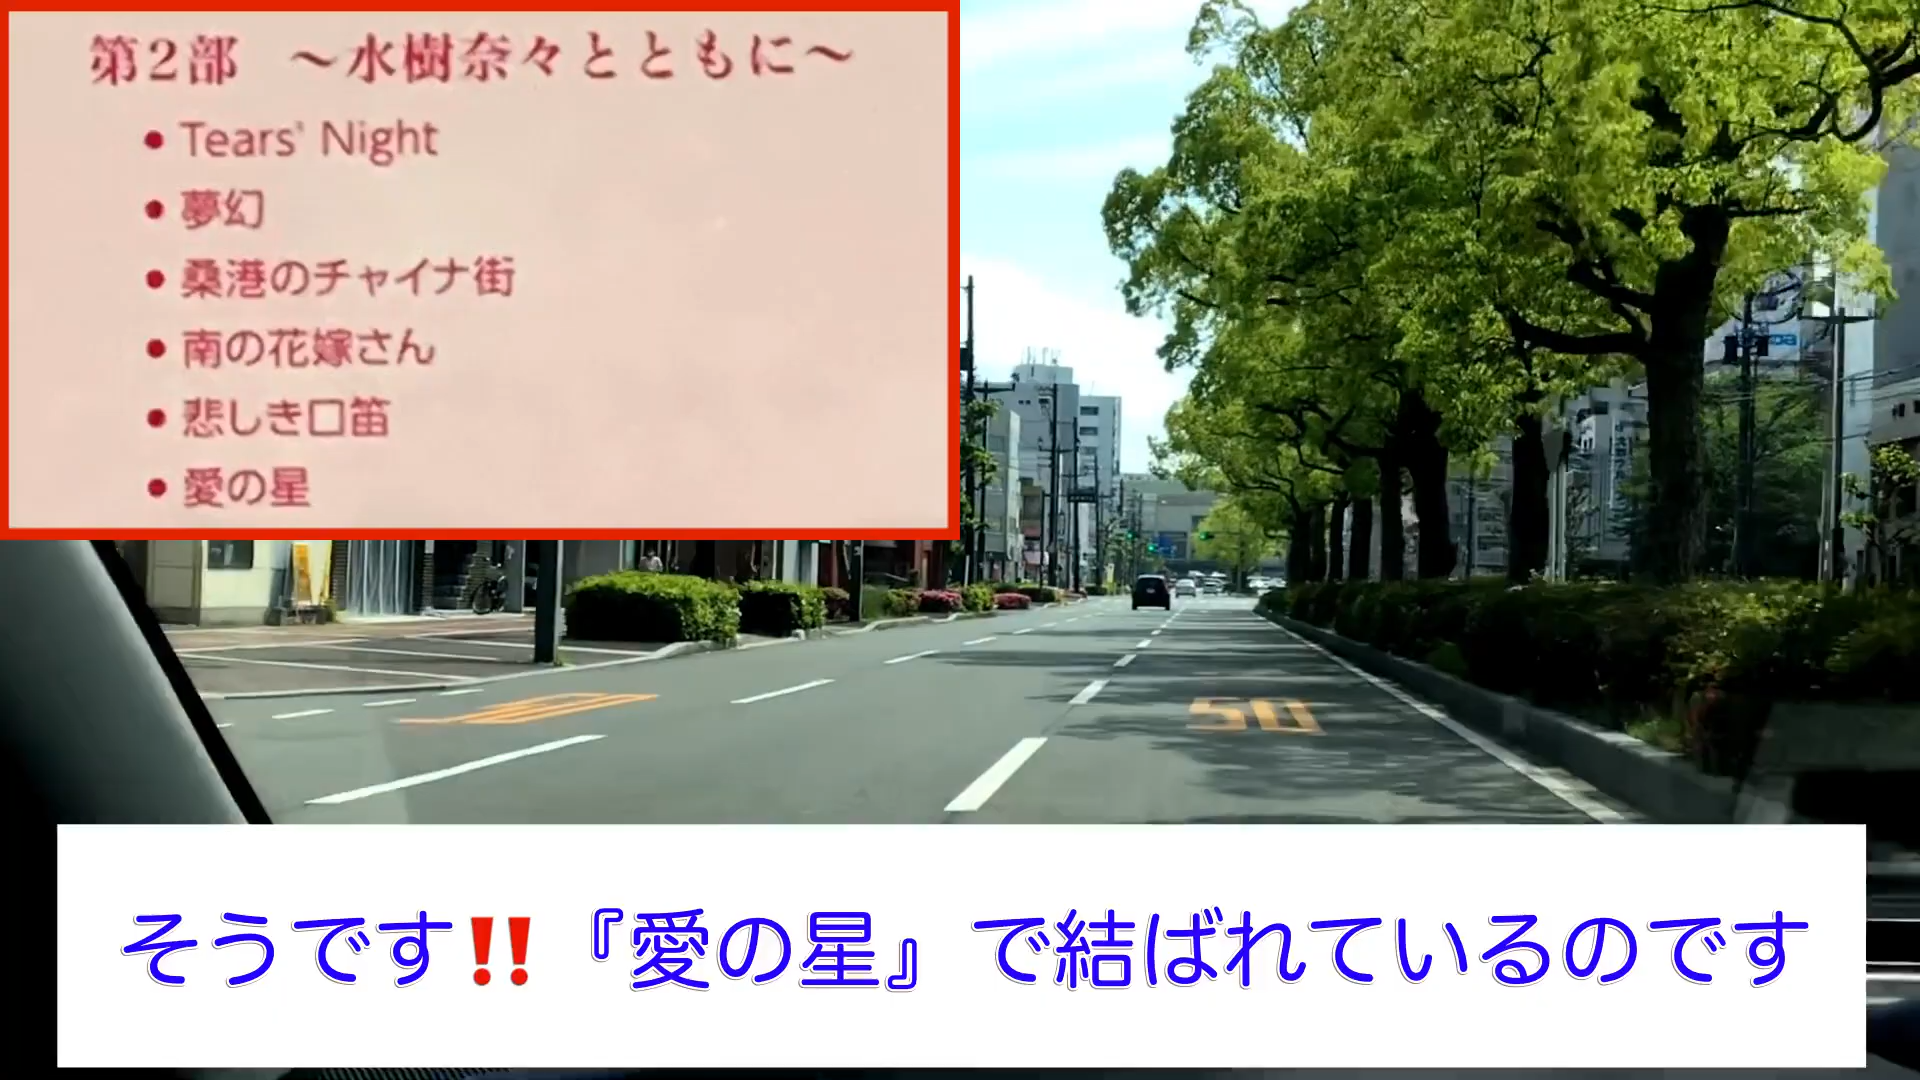 第2部 〜水樹奈々とともに〜
• Tears' Night
• 夢幻
• 桑港のチャイナ街
• 南の花嫁さん
• 悲しき口笛
• 愛の星
50
そうです‼️『愛の星』で結ばれているのです